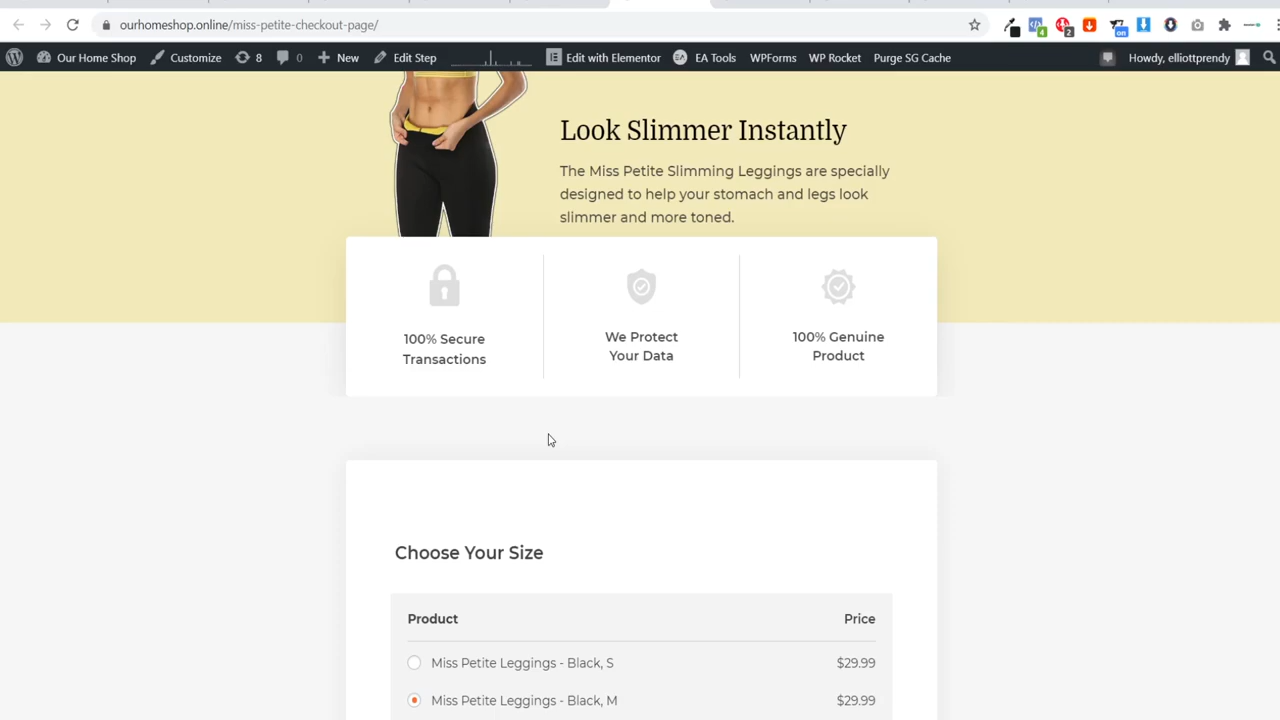 ourhomeshop.online/miss-petite-checkout-page/
4
2
on
Our Home Shop
Customize
8
0
New
Edit Step
Edit with Elementor
EA Tools
WPForms
WP Rocket
Purge SG Cache
Howdy, elliottprendy
Look Slimmer Instantly
The Miss Petite Slimming Leggings are specially
designed to help your stomach and legs look
slimmer and more toned.
100% Secure
Transactions
We Protect
Your Data
100% Genuine
Product
Choose Your Size
Product Price
Miss Petite Leggings - Black, S $29.99
Miss Petite Leggings - Black, M $29.99